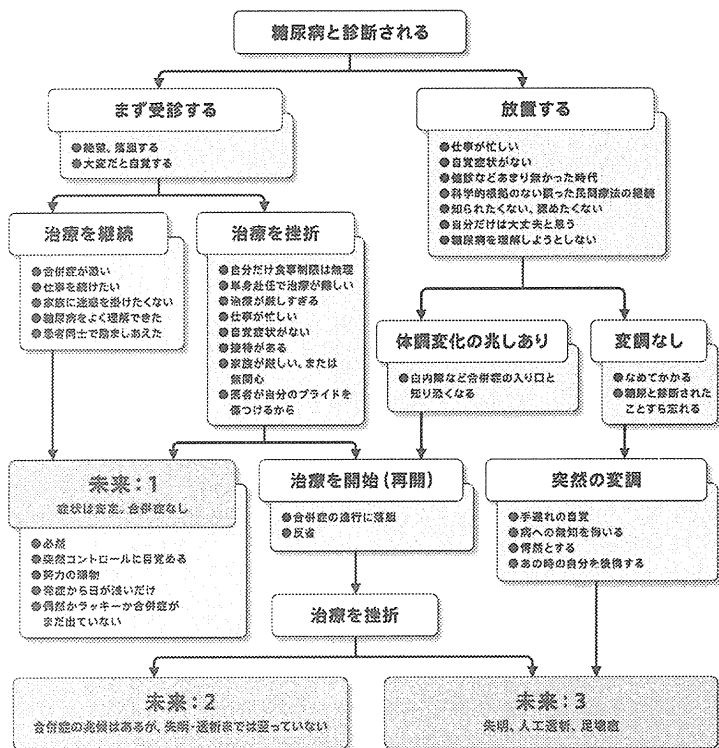 糖尿病と診断される
まず受診する
●絶望、落胆する
●大変だと自覚する
放置する
●仕事が忙しい
●自覚症状がない
●健診などあまり無かった時代
●科学的根拠のない誤った民間療法の継続
●知られたくない、認めたくない
●自分だけは大丈夫と思う
●糖尿病を理解しようとしない
治療を継続
●合併症が怖い
●仕事を続けたい
●家族に迷惑を掛けたくない
●糖尿病をよく理解できた
●患者同士で励ましあえた
治療を挫折
●自分だけ食事制限は無理
●単身赴任で治療が難しい
●治療が厳しすぎる
●仕事が忙しい
●自覚症状がない
●接待がある
●家族が厳しい、または
無関心
●医者が自分のプライドを
傷つけるから
体調変化の兆しあり
●白内障など合併症の入り口と
知り恐くなる
変調なし
●なめてかかる
●糖尿と診断された
ことすら忘れる
未来：1
症状は安定、合併症なし
●必然
●突然コントロールに目覚める
●努力の賜物
●発症から日が浅いだけ
●偶然かラッキーか合併症が
まだ出ていない
治療を開始（再開）
●合併症の進行に落胆
●反省
突然の変調
●手遅れの自覚
●病への無知を悔いる
●愕然とする
●あの時の自分を後悔する
治療を挫折
未来：2
合併症の兆候はあるが、失明・透析までは至っていない
未来：3
失明、人工透析、足壊疽